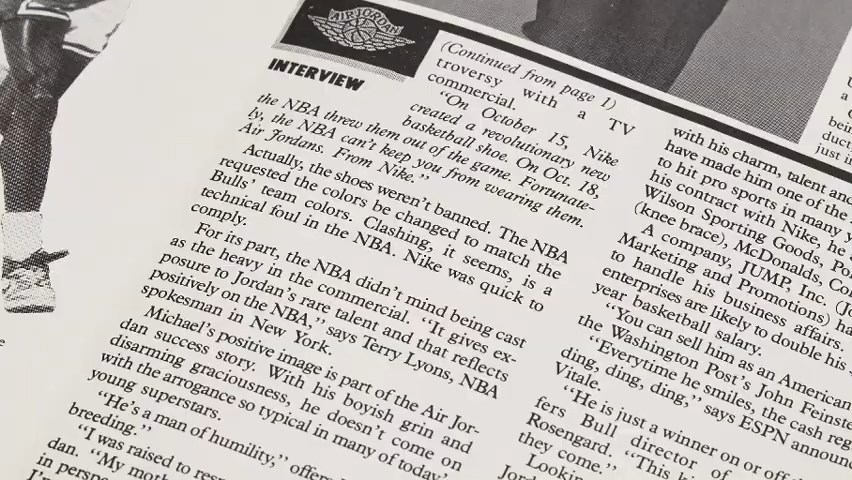 AIR JORDAN
INTERVIEW
(Continued from page 1)
troversy with a TV
commercial.
"On October 15, Nike
created a revolutionary new
basketball shoe. On Oct. 18,
the NBA threw them out of the game. Fortunate-
ly, the NBA can't keep you from wearing them.
Air Jordans. From Nike."
Actually, the shoes weren't banned. The NBA
requested the colors be changed to match the
Bulls' team colors. Clashing, it seems, is a
technical foul in the NBA. Nike was quick to
comply.
For its part, the NBA didn't mind being cast
as the heavy in the commercial. "It gives ex-
posure to Jordan's rare talent and that reflects
positively on the NBA," says Terry Lyons, NBA
spokesman in New York.
Michael's positive image is part of the Air Jor-
dan success story. With his boyish grin and
disarming graciousness, he doesn't come on
with the arrogance so typical in many of today'
young superstars.
"He's a man of humility," offers
breeding."
"I was raised to resp
dan. "My moth
in perspe
I'm
with his charm, talent and
have made him one of the
to hit pro sports in many y
his contract with Nike, he
Wilson Sporting Goods,
(knee brace), McDonalds,
A company, JUMP, Inc. (Jo
Marketing and Promotions) ha
to handle his business affairs.
enterprises are likely to double his
year basketball salary.
"You can sell him as an American
the Washington Post's John Feinste
"Everytime he smiles, the cash reg
ding, ding, ding," says ESPN announc
Vitale.
"He is just a winner on or off
fers Bull director of
Rosengard. "This
they come."
Lookin
Jord
a
bein
duct
just i